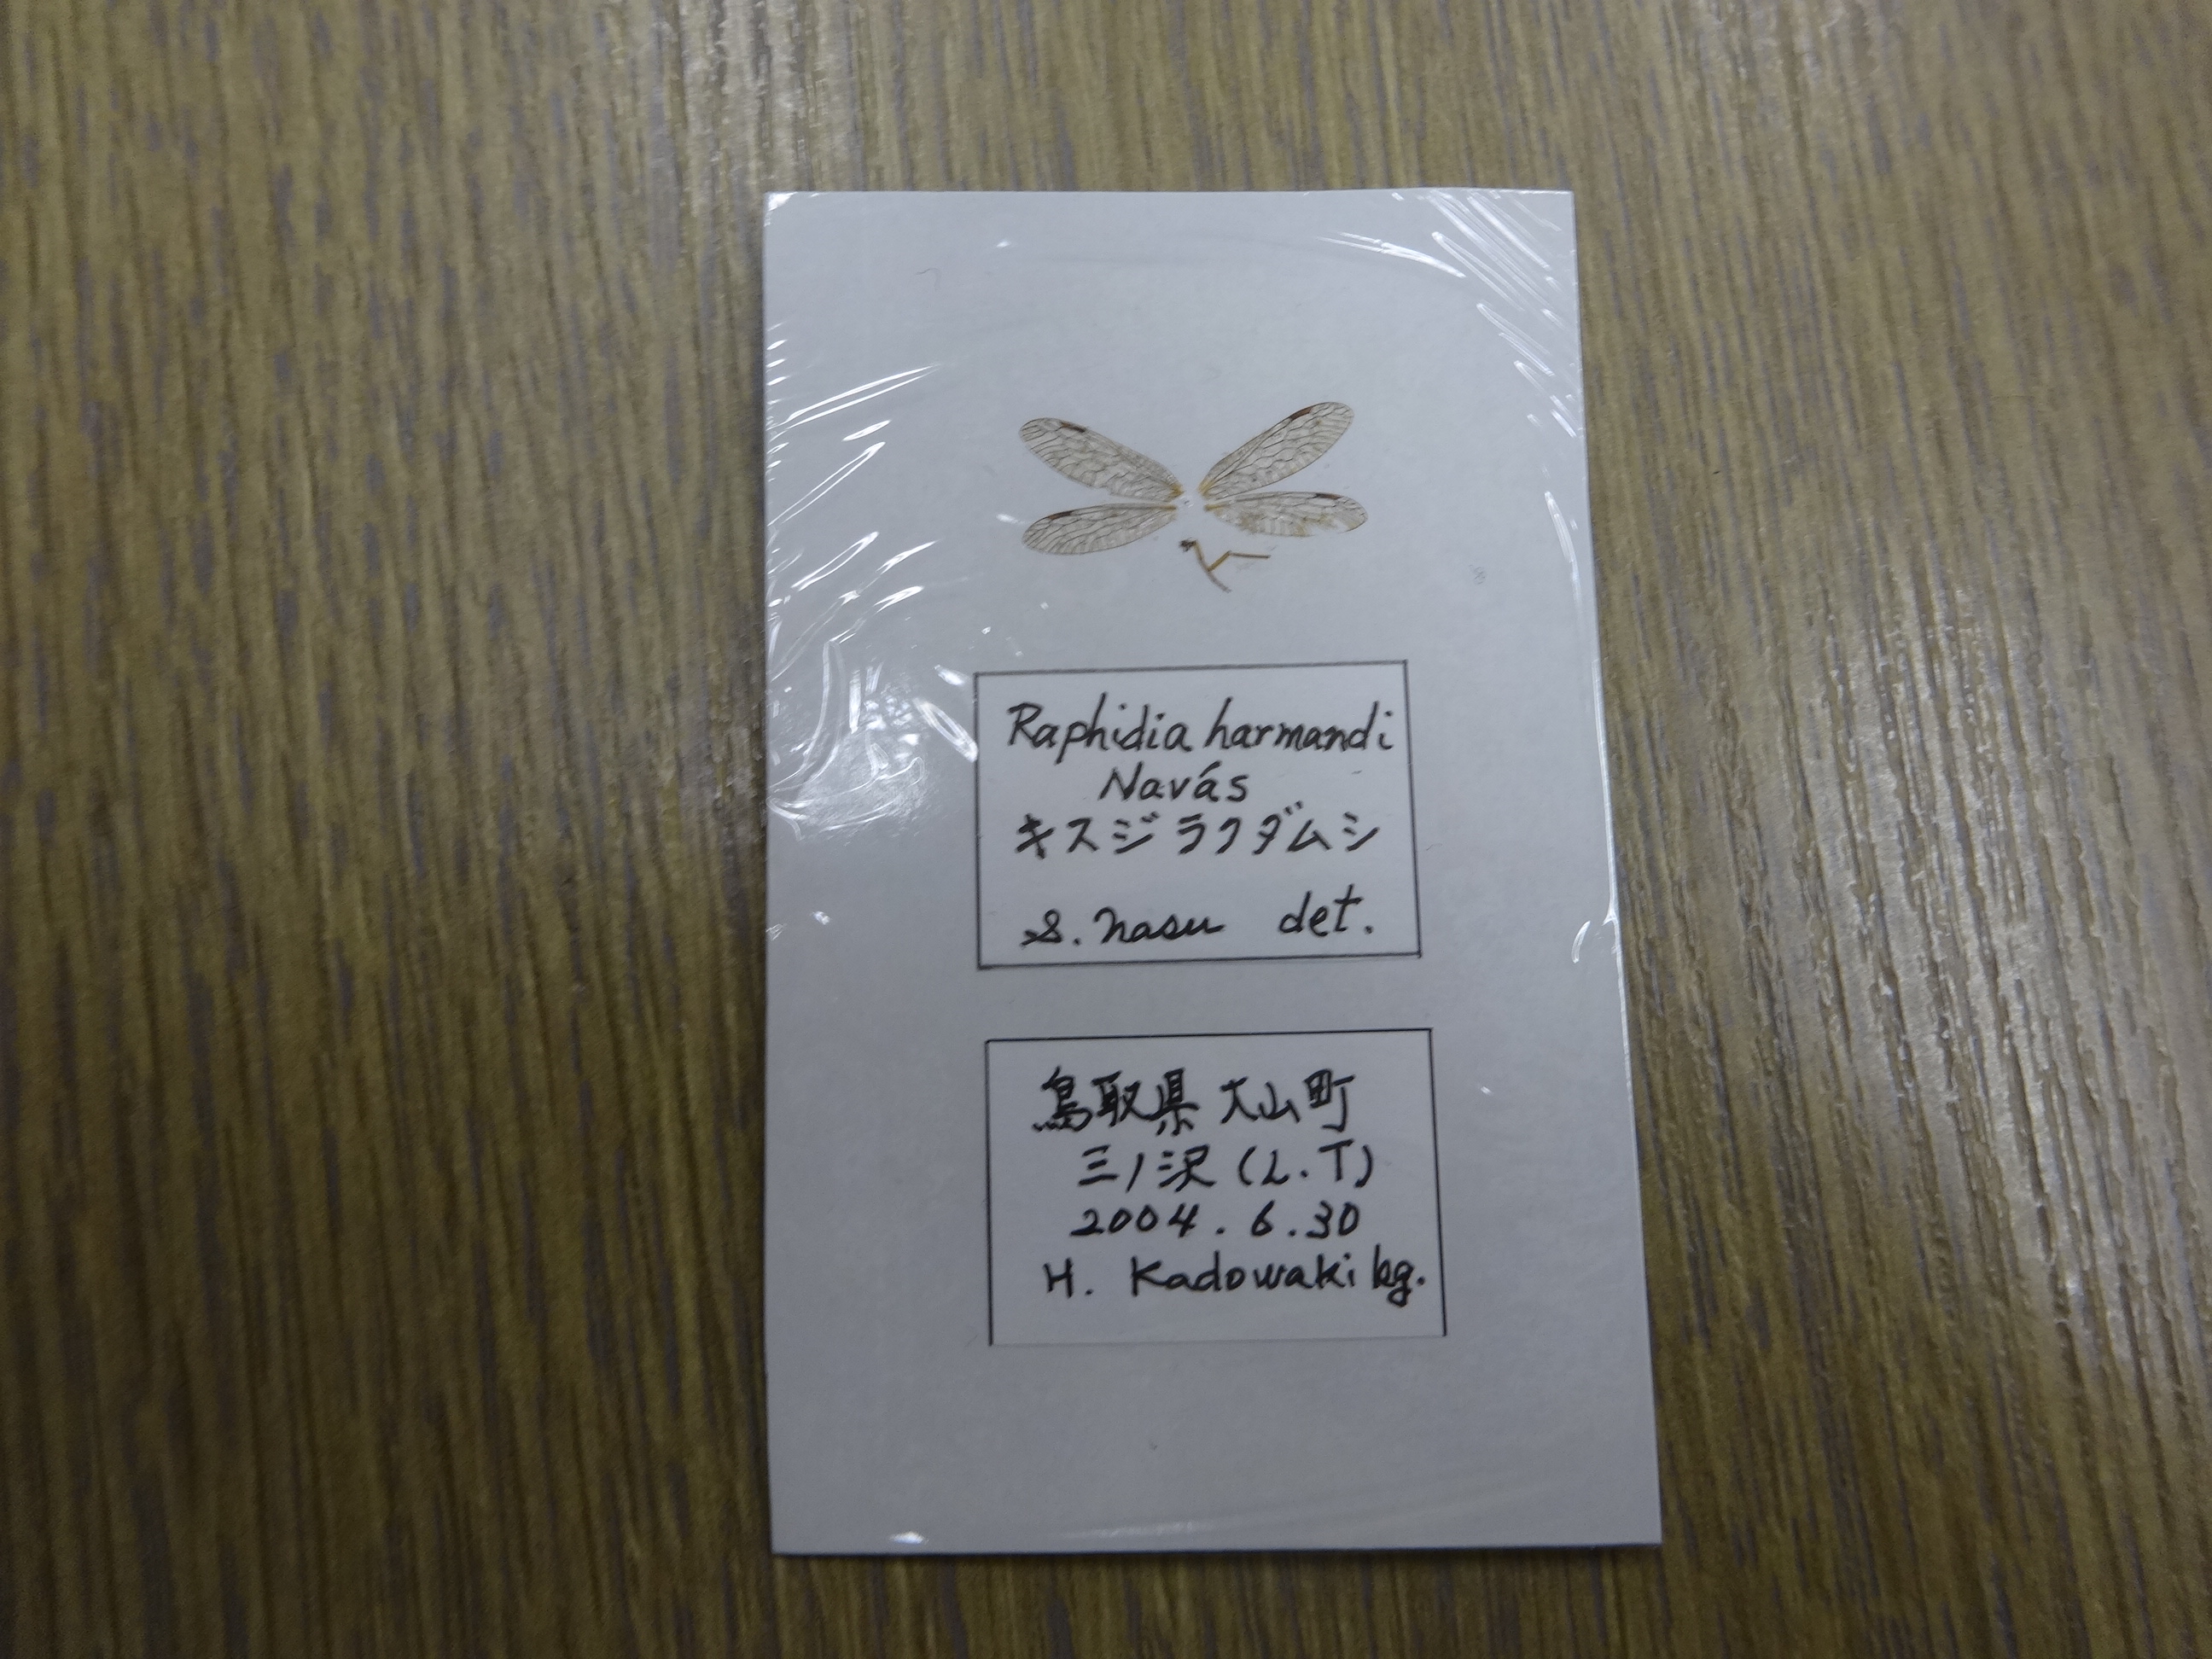 Raphidia harmandi
Navás
キスジラクダムシ
S. Nasu det.
鳥取県 大山町
三ノ沢 (L.T)
2004.6.30
H. Kadowaki leg.